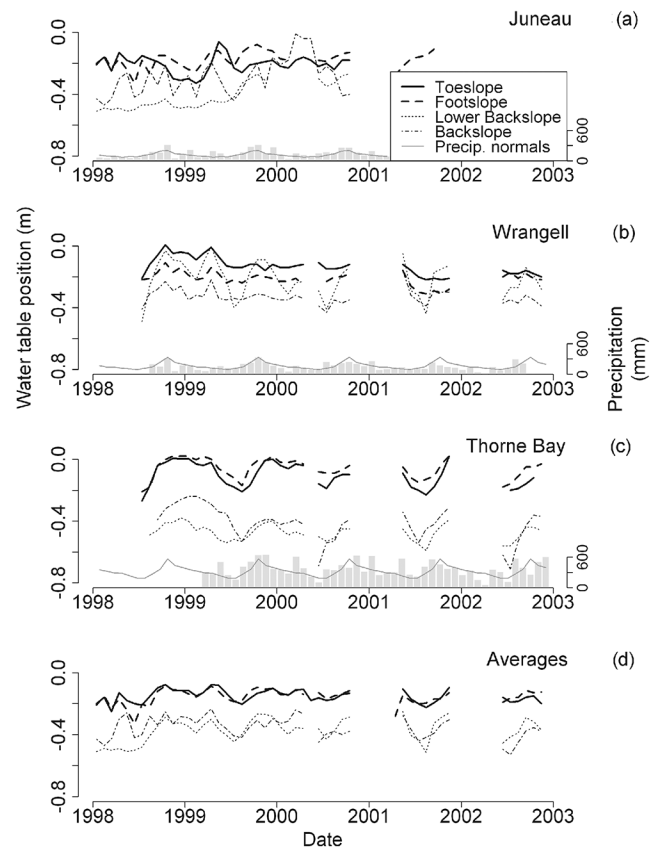 Juneau (a)
0.0
-0.4
-0.8
Toeslope
Footslope
Lower Backslope
Backslope
Precip. normals
600
0
1998 1999 2000 2001 2002 2003
Wrangell (b)
0.0
-0.4
-0.8
600
300
0
1998 1999 2000 2001 2002 2003
Water table position (m)
Precipitation
(mm)
Thorne Bay (c)
0.0
-0.4
-0.8
600
0
1998 1999 2000 2001 2002 2003
Averages (d)
0.0
-0.4
-0.8
1998 1999 2000 2001 2002 2003
Date